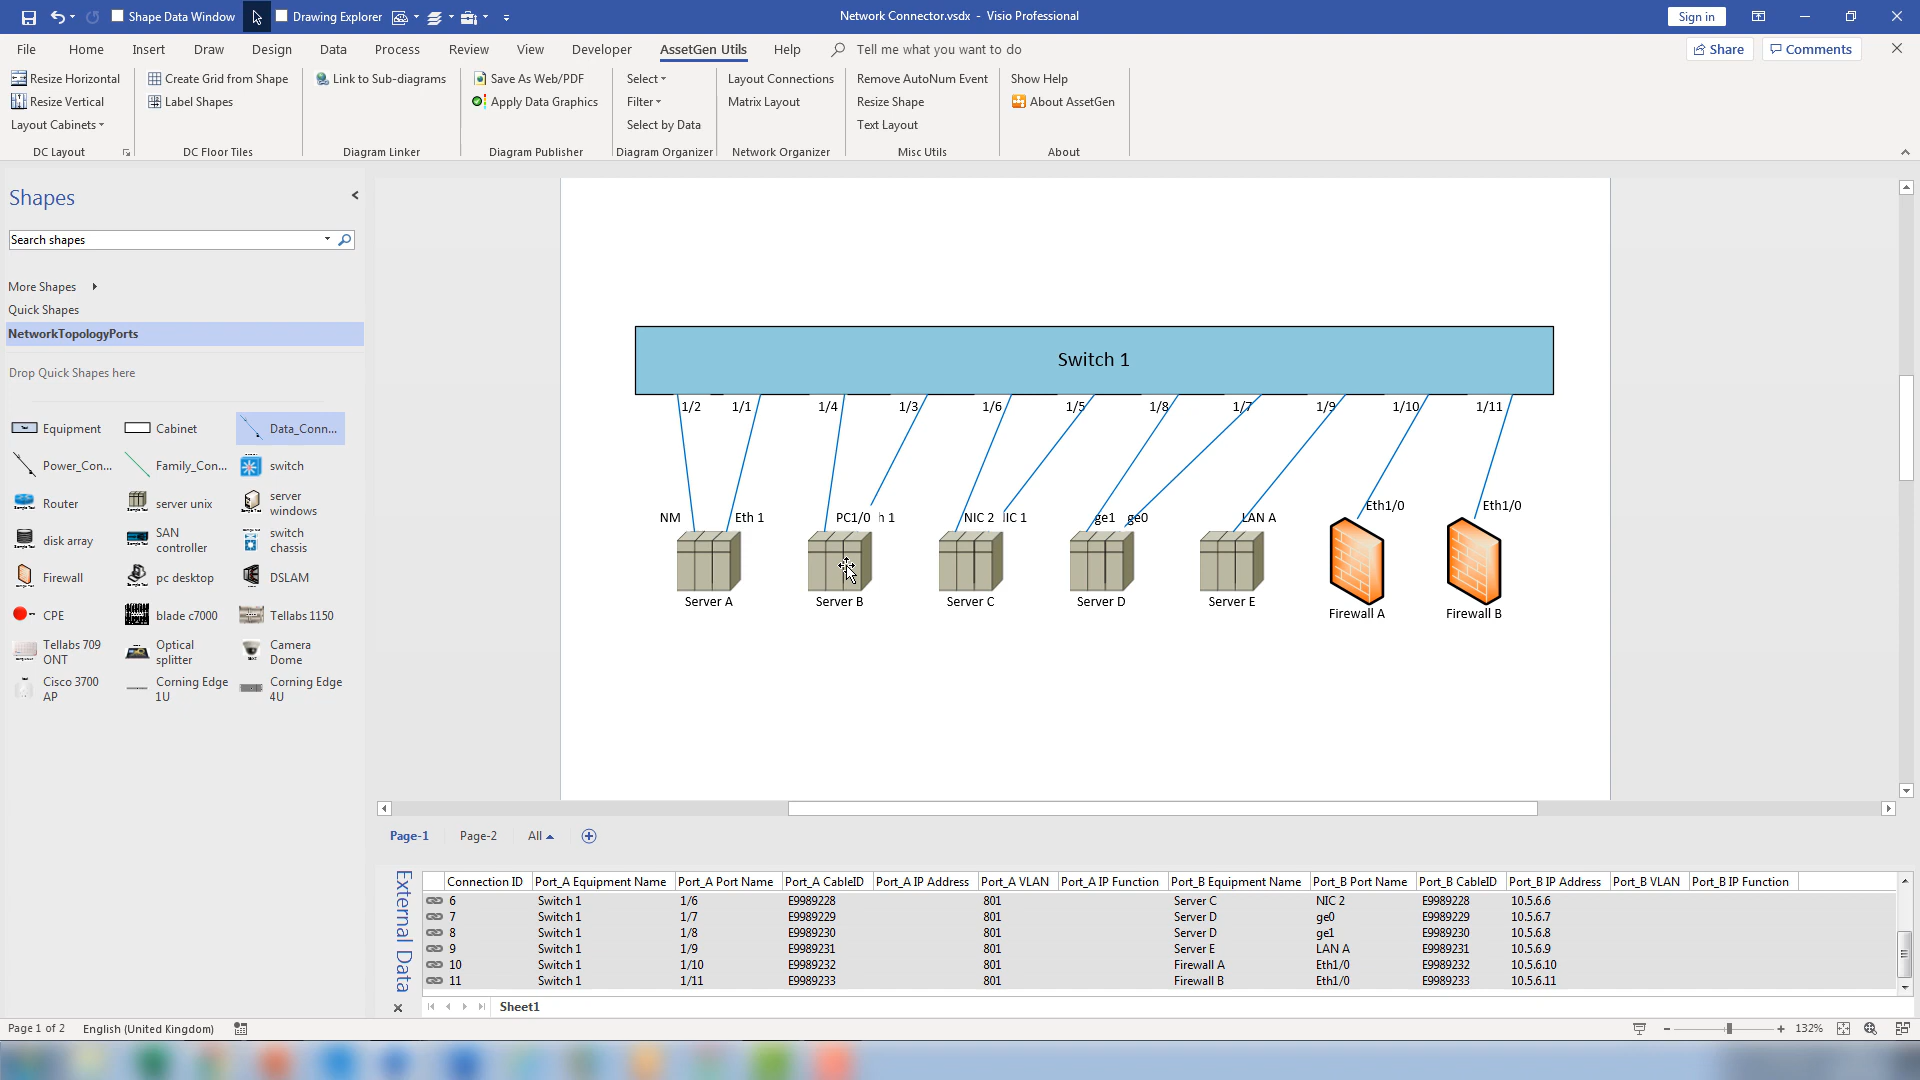 Shape Data Window
Drawing Explorer
Network Connector.vsdx - Visio Professional
Sign in
File Home Insert Draw Design Data Process Review View Developer AssetGen Utils Help Tell me what you want to do
Share
Comments
Resize Horizontal
Resize Vertical
Layout Cabinets
DC Layout
Create Grid from Shape
Label Shapes
DC Floor Tiles
Link to Sub-diagrams
Diagram Linker
Save As Web/PDF
Apply Data Graphics
Diagram Publisher
Select
Filter
Select by Data
Diagram Organizer
Layout Connections
Matrix Layout
Network Organizer
Remove AutoNum Event
Resize Shape
Text Layout
Misc Utils
Show Help
About AssetGen
About
Shapes
Search shapes
More Shapes
Quick Shapes
NetworkTopologyPorts
Drop Quick Shapes here
Equipment Cabinet Data_Conn...
Power_Con... Family_Con... switch
Router server unix server windows
disk array SAN controller switch chassis
Firewall pc desktop DSLAM
CPE blade c7000 Tellabs 1150
Tellabs 709 ONT Optical splitter Camera Dome
Cisco 3700 AP Corning Edge 1U Corning Edge 4U
Switch 1
1/2 1/1 1/4 1/3 1/6 1/5 1/8 1/7 1/9 1/10 1/11
Eth1/0 Eth1/0
NM Eth 1 PC1/0 h 1 NIC 2 IIC 1 ge1 ge0 LAN A
Server A Server B Server C Server D Server E Firewall A Firewall B
Page-1 Page-2 All
External Data
Connection ID Port_A Equipment Name Port_A Port Name Port_A CableID Port_A IP Address Port_A VLAN Port_A IP Function Port_B Equipment Name Port_B Port Name Port_B CableID Port_B IP Address Port_B VLAN Port_B IP Function
6 Switch 1 1/6 E9989228 801 Server C NIC 2 E9989228 10.5.6.6
7 Switch 1 1/7 E9989229 801 Server D ge0 E9989229 10.5.6.7
8 Switch 1 1/8 E9989230 801 Server D ge1 E9989230 10.5.6.8
9 Switch 1 1/9 E9989231 801 Server E LAN A E9989231 10.5.6.9
10 Switch 1 1/10 E9989232 801 Firewall A Eth1/0 E9989232 10.5.6.10
11 Switch 1 1/11 E9989233 801 Firewall B Eth1/0 E9989233 10.5.6.11
Sheet1
Page 1 of 2 English (United Kingdom) 132%